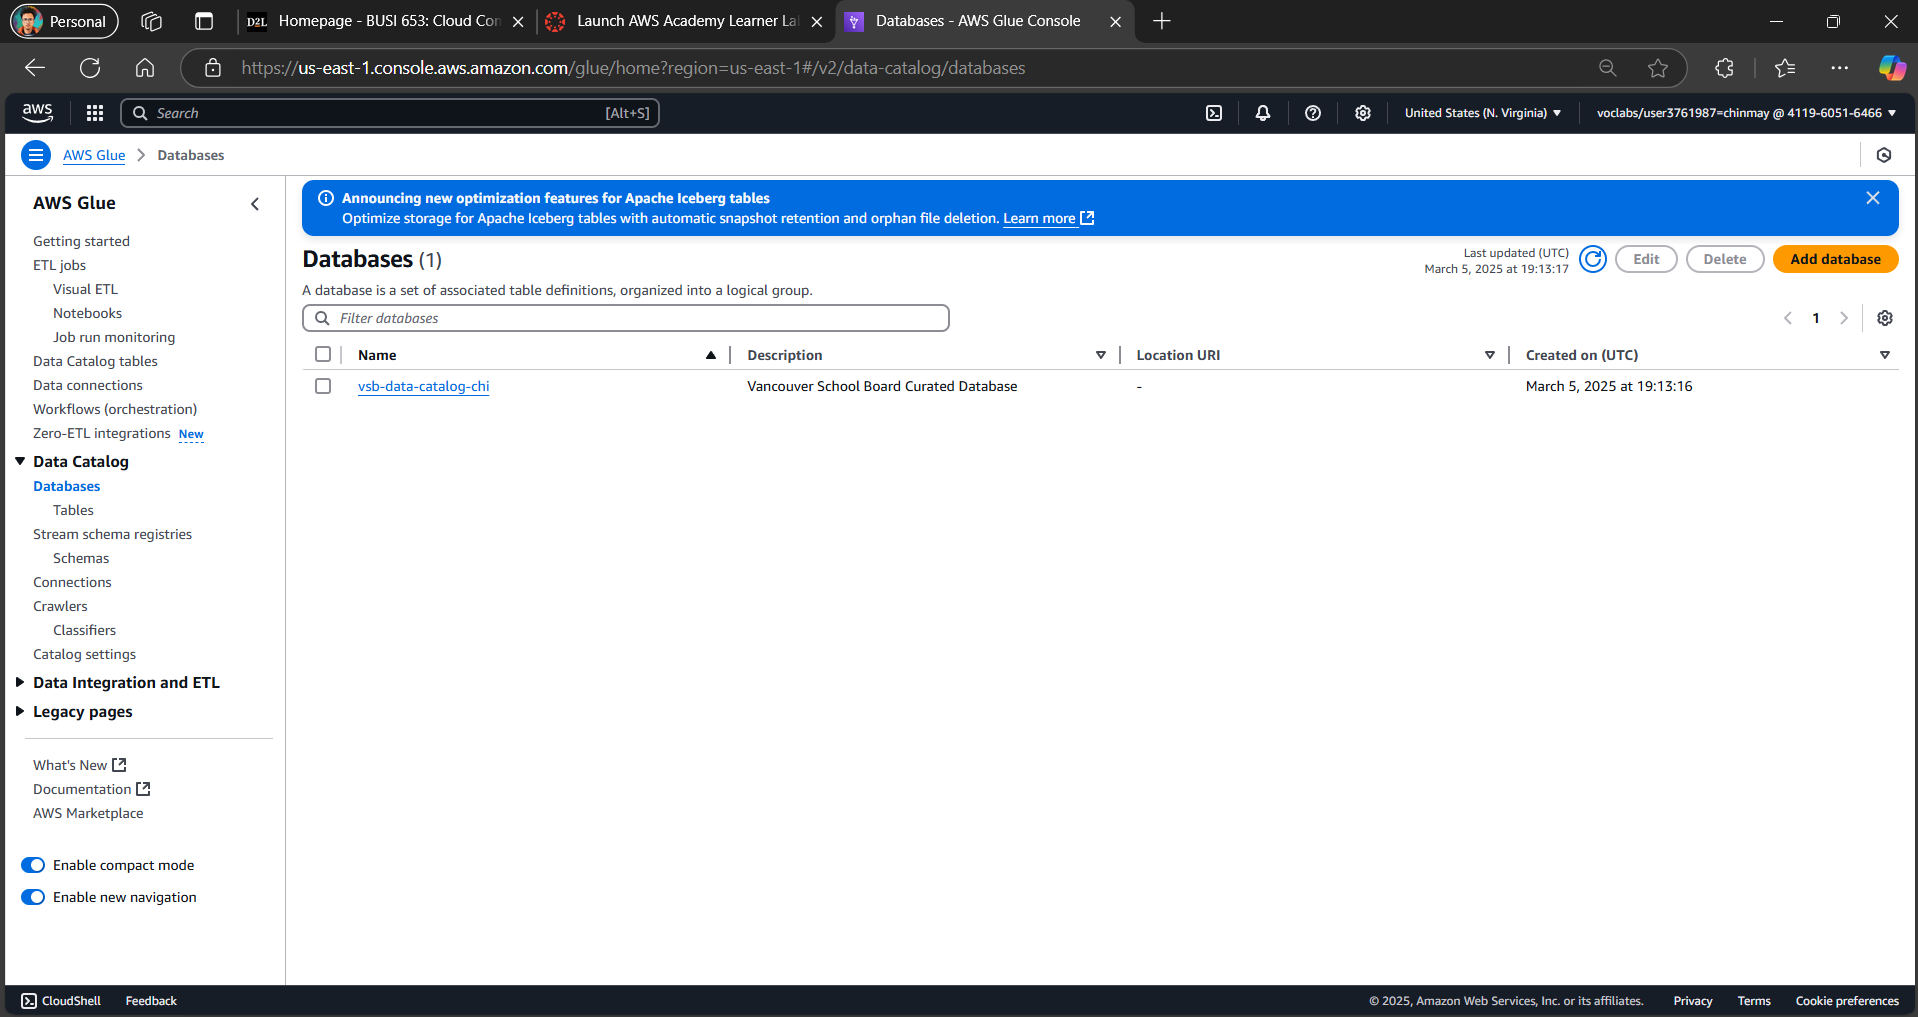 Personal
D2L Homepage - BUSI 653: Cloud Con
Launch AWS Academy Learner La
Databases - AWS Glue Console
https://us-east-1.console.aws.amazon.com/glue/home?region=us-east-1#/v2/data-catalog/databases
aws
Search
[Alt+S]
United States (N. Virginia)
voclabs/user3761987=chinmay @ 4119-6051-6466
AWS Glue
Databases
AWS Glue
Getting started
ETL jobs
Visual ETL
Notebooks
Job run monitoring
Data Catalog tables
Data connections
Workflows (orchestration)
Zero-ETL integrations New
Data Catalog
Databases
Tables
Stream schema registries
Schemas
Connections
Crawlers
Classifiers
Catalog settings
Data Integration and ETL
Legacy pages
What's New
Documentation
AWS Marketplace
Enable compact mode
Enable new navigation
Announcing new optimization features for Apache Iceberg tables
Optimize storage for Apache Iceberg tables with automatic snapshot retention and orphan file deletion. Learn more
Databases (1)
Last updated (UTC)
March 5, 2025 at 19:13:17
Edit
Delete
Add database
A database is a set of associated table definitions, organized into a logical group.
Filter databases
1
Name
Description
Location URI
Created on (UTC)
vsb-data-catalog-chi
Vancouver School Board Curated Database
-
March 5, 2025 at 19:13:16
CloudShell
Feedback
© 2025, Amazon Web Services, Inc. or its affiliates.
Privacy
Terms
Cookie preferences